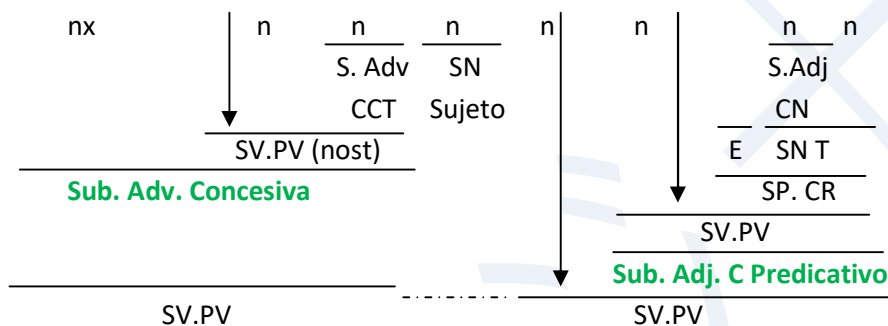 nx n n n n n n n
S. Adv SN S.Adj
CCT Sujeto CN
SV.PV (nost) E SN T
Sub. Adv. Concesiva SP. CR
SV.PV
Sub. Adj. C Predicativo
SV.PV SV.PV